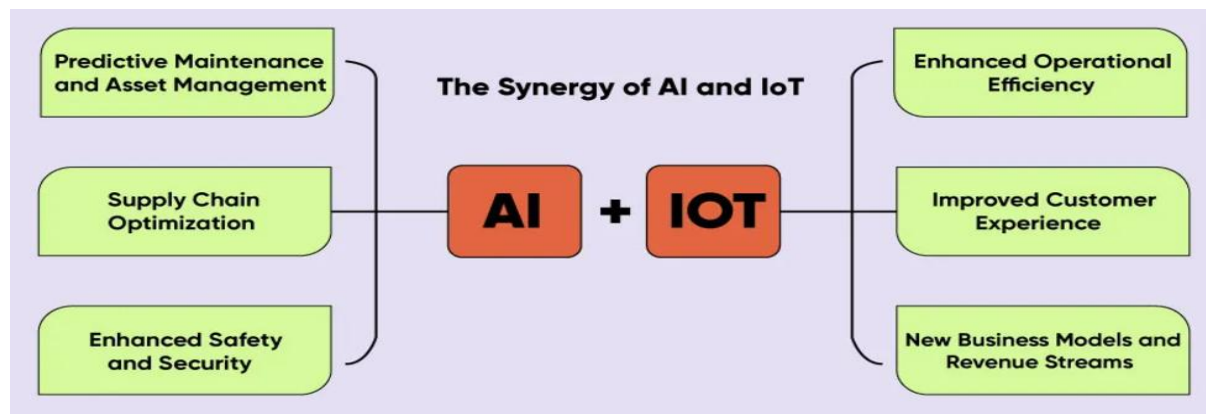 The Synergy of AI and IoT
Predictive Maintenance
and Asset Management
Supply Chain
Optimization
Enhanced Safety
and Security
AI + IOT
Enhanced Operational
Efficiency
Improved Customer
Experience
New Business Models and
Revenue Streams